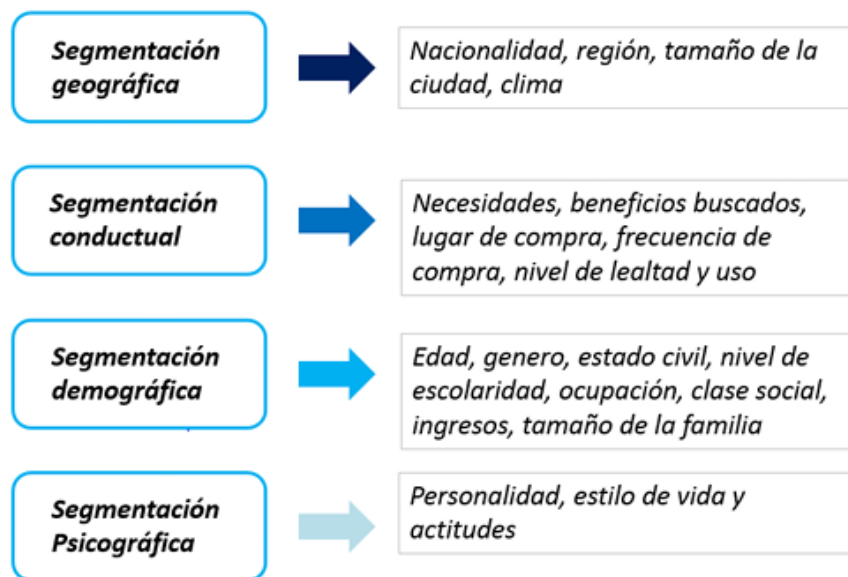 Segmentación
geográfica
Nacionalidad, región, tamaño de la
ciudad, clima
Segmentación
conductual
Necesidades, beneficios buscados,
lugar de compra, frecuencia de
compra, nivel de lealtad y uso
Segmentación
demográfica
Edad, genero, estado civil, nivel de
escolaridad, ocupación, clase social,
ingresos, tamaño de la familia
Segmentación
Psicográfica
Personalidad, estilo de vida y
actitudes